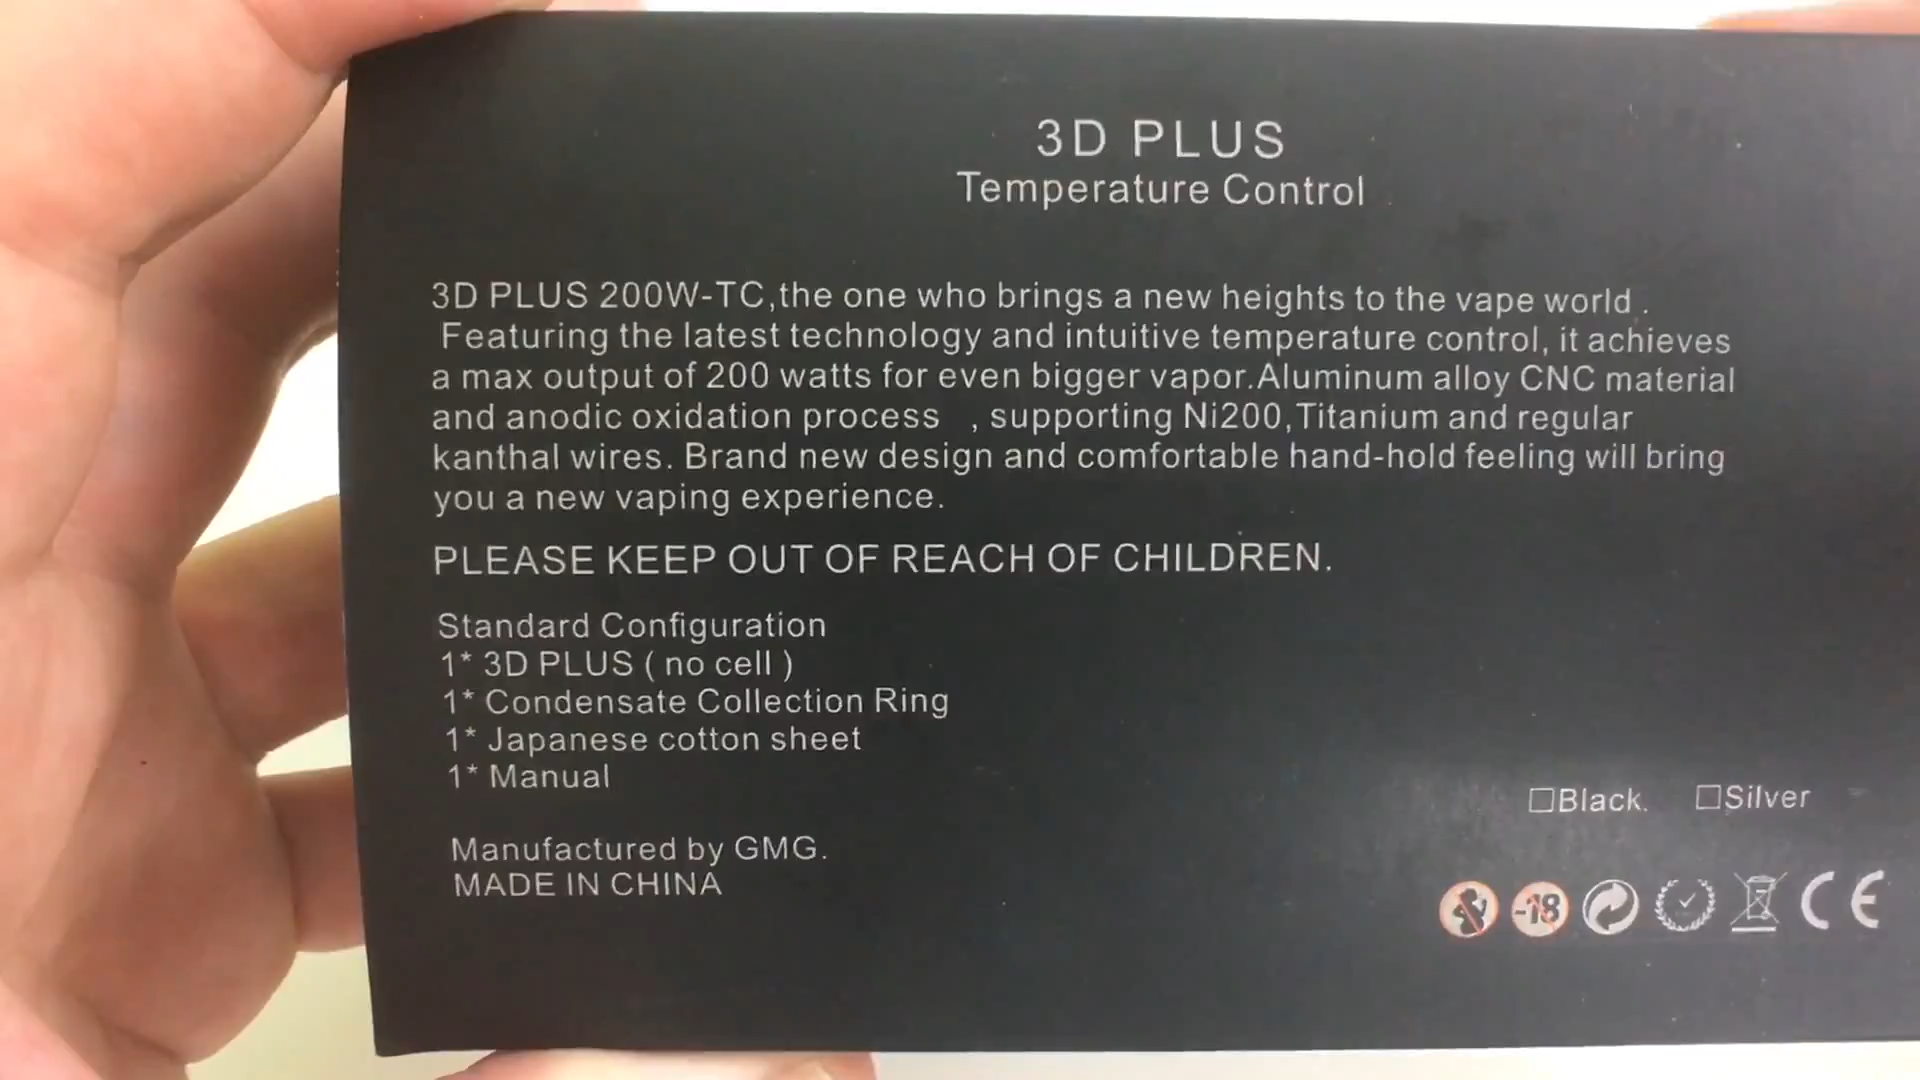 3D PLUS
Temperature Control
3D PLUS 200W-TC,the one who brings a new heights to the vape world .
Featuring the latest technology and intuitive temperature control, it achieves
a max output of 200 watts for even bigger vapor.Aluminum alloy CNC material
and anodic oxidation process , supporting Ni200,Titanium and regular
kanthal wires. Brand new design and comfortable hand-hold feeling will bring
you a new vaping experience.
PLEASE KEEP OUT OF REACH OF CHILDREN.
Standard Configuration
1* 3D PLUS ( no cell )
1* Condensate Collection Ring
1* Japanese cotton sheet
1* Manual
☐Black. ☐Silver
Manufactured by GMG.
MADE IN CHINA
-18 CE